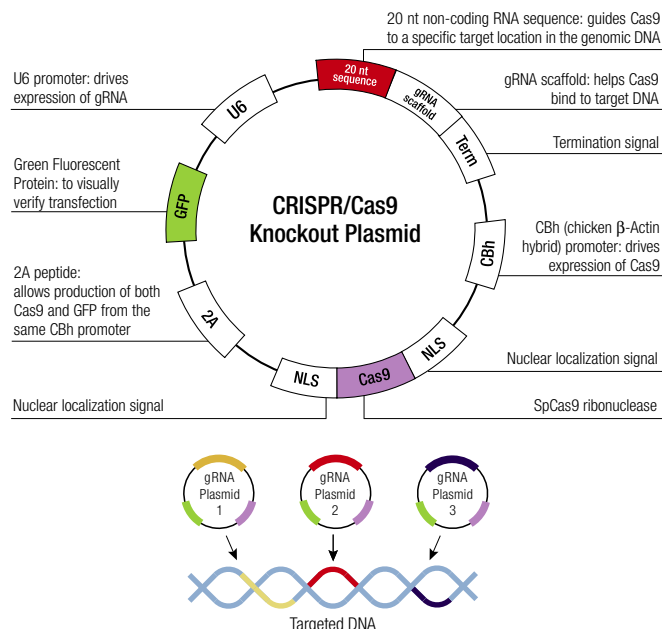 20 nt non-coding RNA sequence: guides Cas9
to a specific target location in the genomic DNA
U6 promoter: drives
expression of gRNA
20 nt
sequence
gRNA
scaffold
gRNA scaffold: helps Cas9
bind to target DNA
U6
Term
Termination signal
Green Fluorescent
Protein: to visually
verify transfection
GFP
CRISPR/Cas9
Knockout Plasmid
CBh
CBh (chicken β-Actin
hybrid) promoter: drives
expression of Cas9
2A peptide:
allows production of both
Cas9 and GFP from the
same CBh promoter
2A
NLS
Cas9
NLS
Nuclear localization signal
Nuclear localization signal
SpCas9 ribonuclease
gRNA
Plasmid
1
gRNA
Plasmid
2
gRNA
Plasmid
3
Targeted DNA